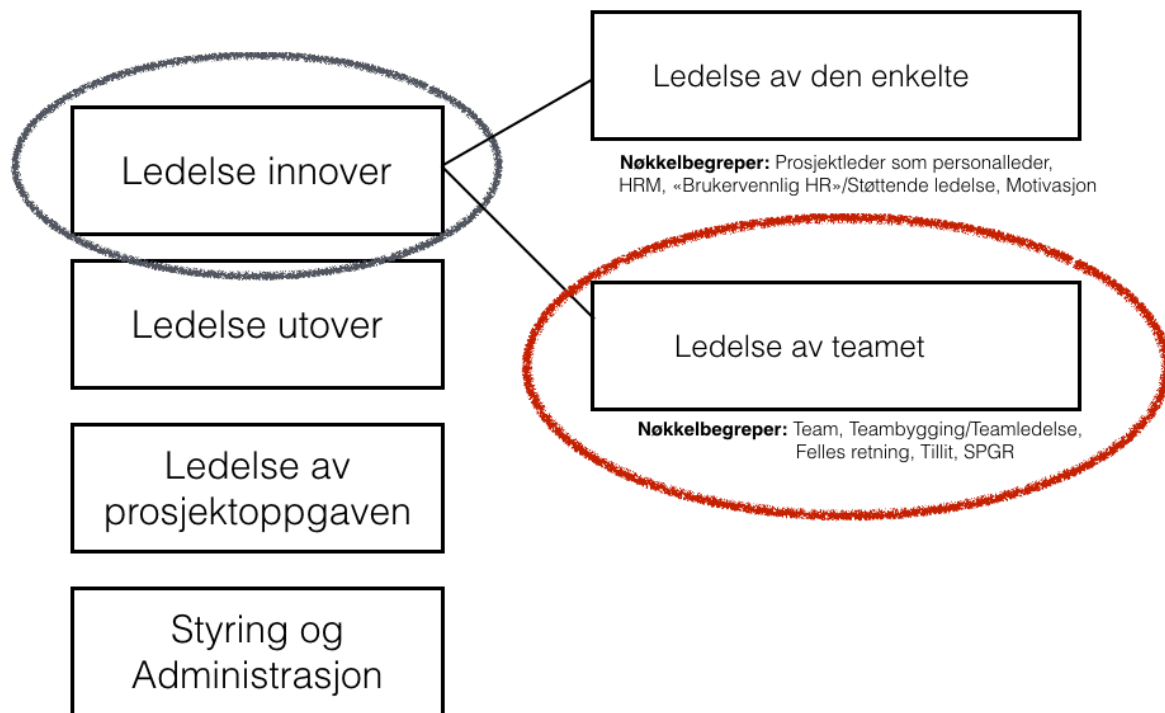 Ledelse innover
Ledelse utover
Ledelse av
prosjektoppgaven
Styring og
Administrasjon
Ledelse av den enkelte
Nøkkelbegreper: Prosjektleder som personalleder,
HRM, «Brukervennlig HR»/Støttende ledelse, Motivasjon
Ledelse av teamet
Nøkkelbegreper: Team, Teambygging/Teamledelse,
Felles retning, Tillit, SPGR